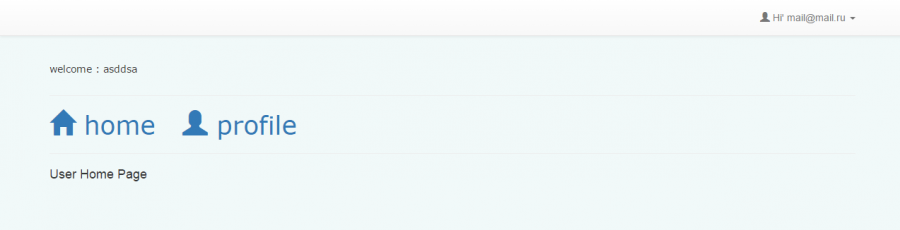 Hi' mail@mail.ru
welcome : asddsa
home profile
User Home Page